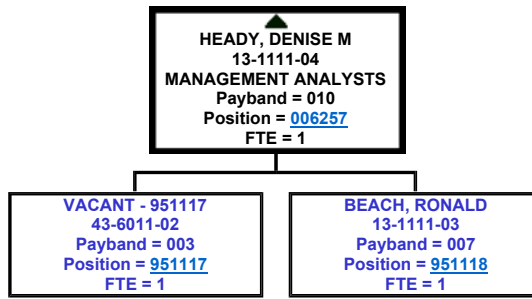 HEADY, DENISE M
13-1111-04
MANAGEMENT ANALYSTS
Payband = 010
Position = 006257
FTE = 1
VACANT - 951117
43-6011-02
Payband = 003
Position = 951117
FTE = 1
BEACH, RONALD
13-1111-03
Payband = 007
Position = 951118
FTE = 1